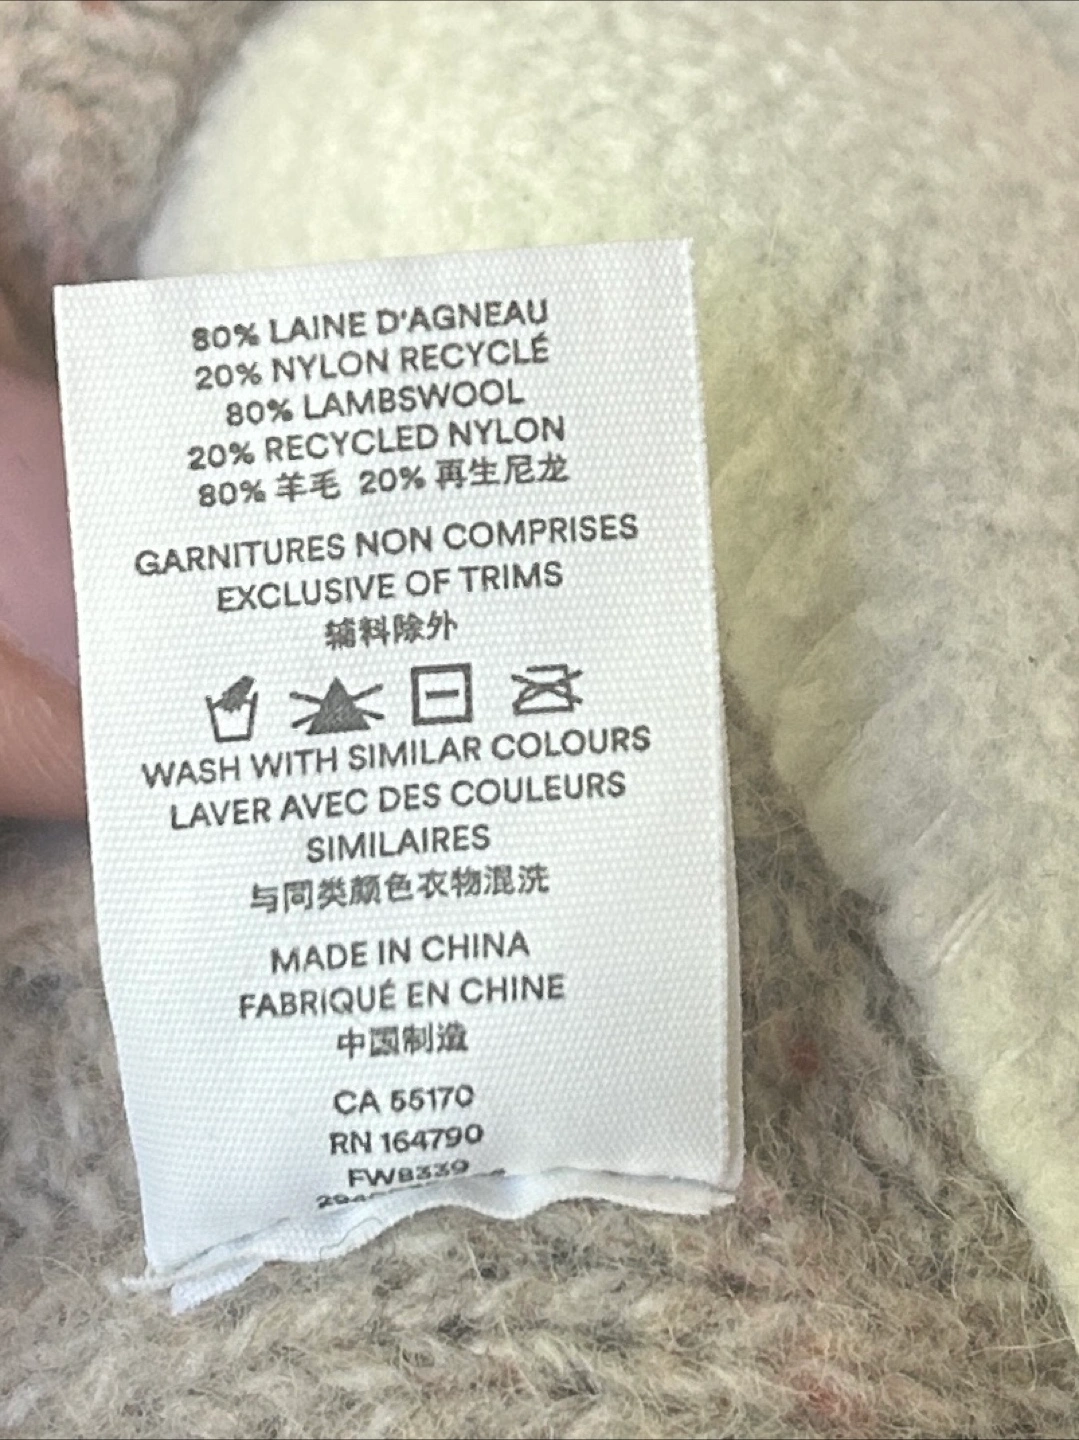 80% LAINE D'AGNEAU
20% NYLON RECYCLÉ
80% LAMBSWOOL
20% RECYCLED NYLON
80% 羊毛 20% 再生尼龙
GARNITURES NON COMPRISES
EXCLUSIVE OF TRIMS
辅料除外
WASH WITH SIMILAR COLOURS
LAVER AVEC DES COULEURS
SIMILAIRES
与同类颜色衣物混洗
MADE IN CHINA
FABRIQUÉ EN CHINE
中国制造
CA 55170
RN 164790
FW8339